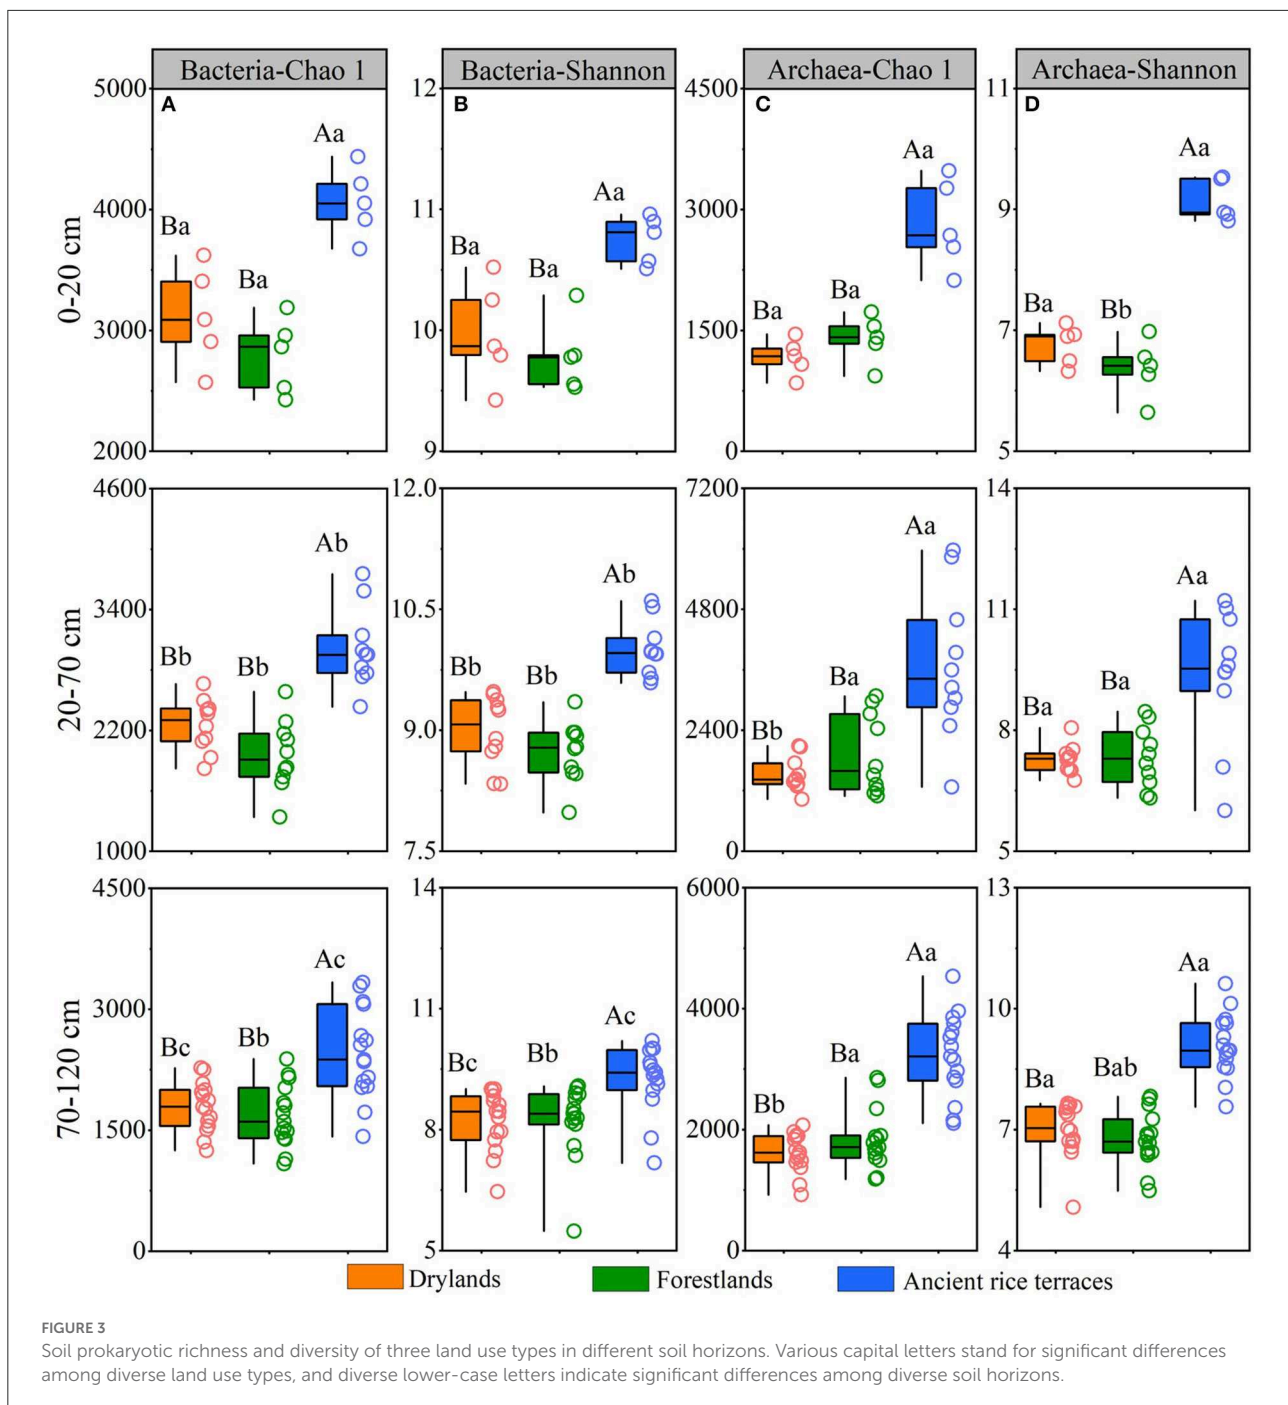 Bacteria-Chao 1 Bacteria-Shannon Archaea-Chao 1 Archaea-Shannon
0-20 cm
A
5000
4000
3000
2000
Ba
Ba
Aa
B
12
11
10
9
Ba
Ba
Aa
C
4500
3000
1500
0
Ba
Ba
Aa
D
11
9
7
5
Ba
Bb
Aa
20-70 cm
4600
3400
2200
1000
Bb
Bb
Ab
12.0
10.5
9.0
7.5
Bb
Bb
Ab
7200
4800
2400
0
Bb
Ba
Aa
14
11
8
5
Ba
Ba
Aa
70-120 cm
4500
3000
1500
0
Bc
Bb
Ac
14
11
8
5
Bc
Bb
Ac
6000
4000
2000
0
Bb
Ba
Aa
13
10
7
4
Ba
Bab
Aa
Drylands Forestlands Ancient rice terraces
FIGURE 3
Soil prokaryotic richness and diversity of three land use types in different soil horizons. Various capital letters stand for significant differences
among diverse land use types, and diverse lower-case letters indicate significant differences among diverse soil horizons.